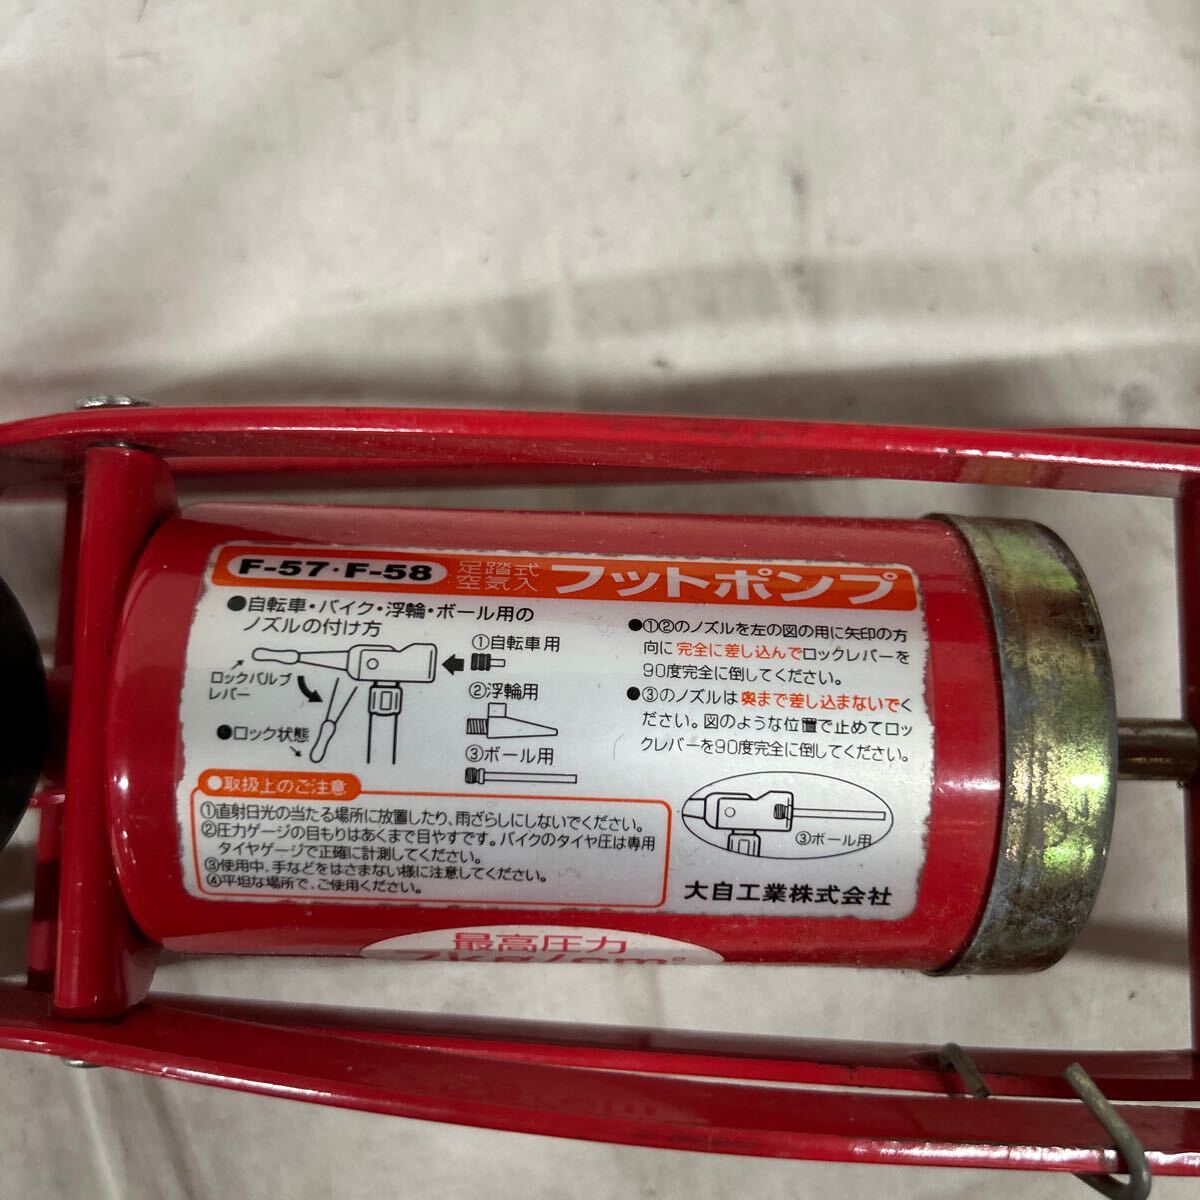 F-57・F-58 足踏式空気入 フットポンプ
●自転車・バイク・浮輪・ボール用の
ノズルの付け方
①自転車用
ロックバルブ
レバー
②浮輪用
●ロック状態
③ボール用
●①②のノズルを左の図の用に矢印の方
向に完全に差し込んでロックレバーを
90度完全に倒してください。
●③のノズルは奥まで差し込まないでく
ださい。図のような位置で止めてロッ
クレバーを90度完全に倒してください。
③ボール用
●取扱上のご注意
①直射日光の当たる場所に放置したり、雨ざらしにしないでください。
②圧力ゲージの目もりはあくまで目やすです。バイクのタイヤ圧は専用
タイヤゲージで正確に計測してください。
③使用中、手などをはさまない様に注意してください。
④平坦な場所で、ご使用ください。
大自工業株式会社
最高圧力
7kg/cm²